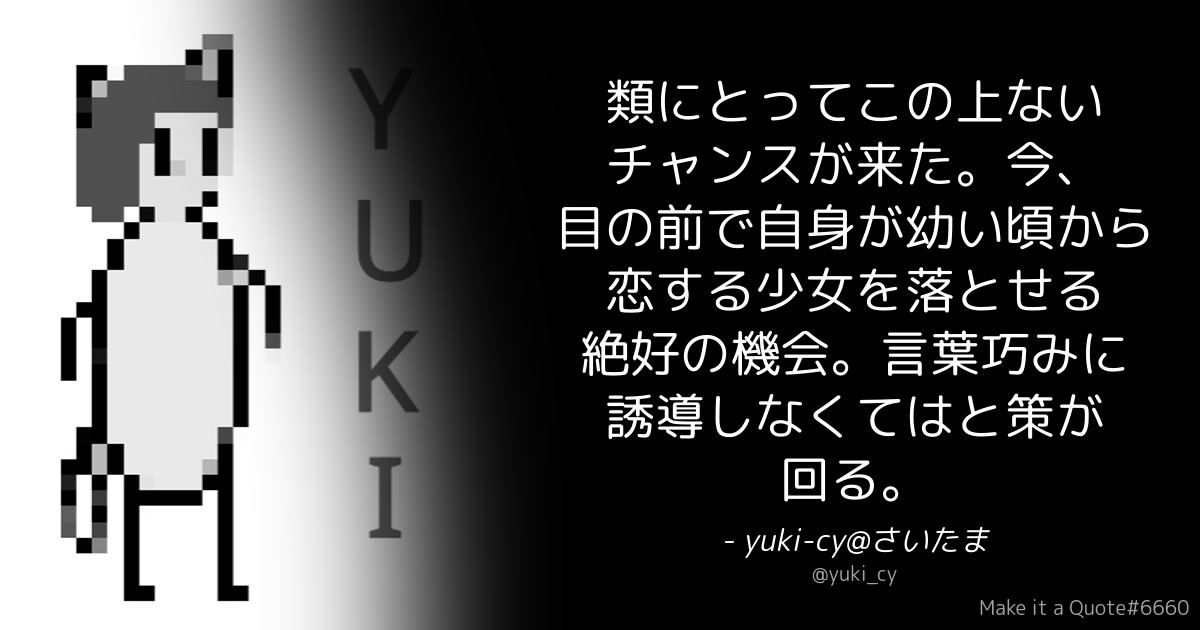 YUKI
類にとってこの上ない
チャンスが来た。今、
目の前で自身が幼い頃から
恋する少女を落とせる
絶好の機会。言葉巧みに
誘導しなくてはと策が
回る。
- yuki-cy@さいたま
@yuki_cy
Make it a Quote#6660